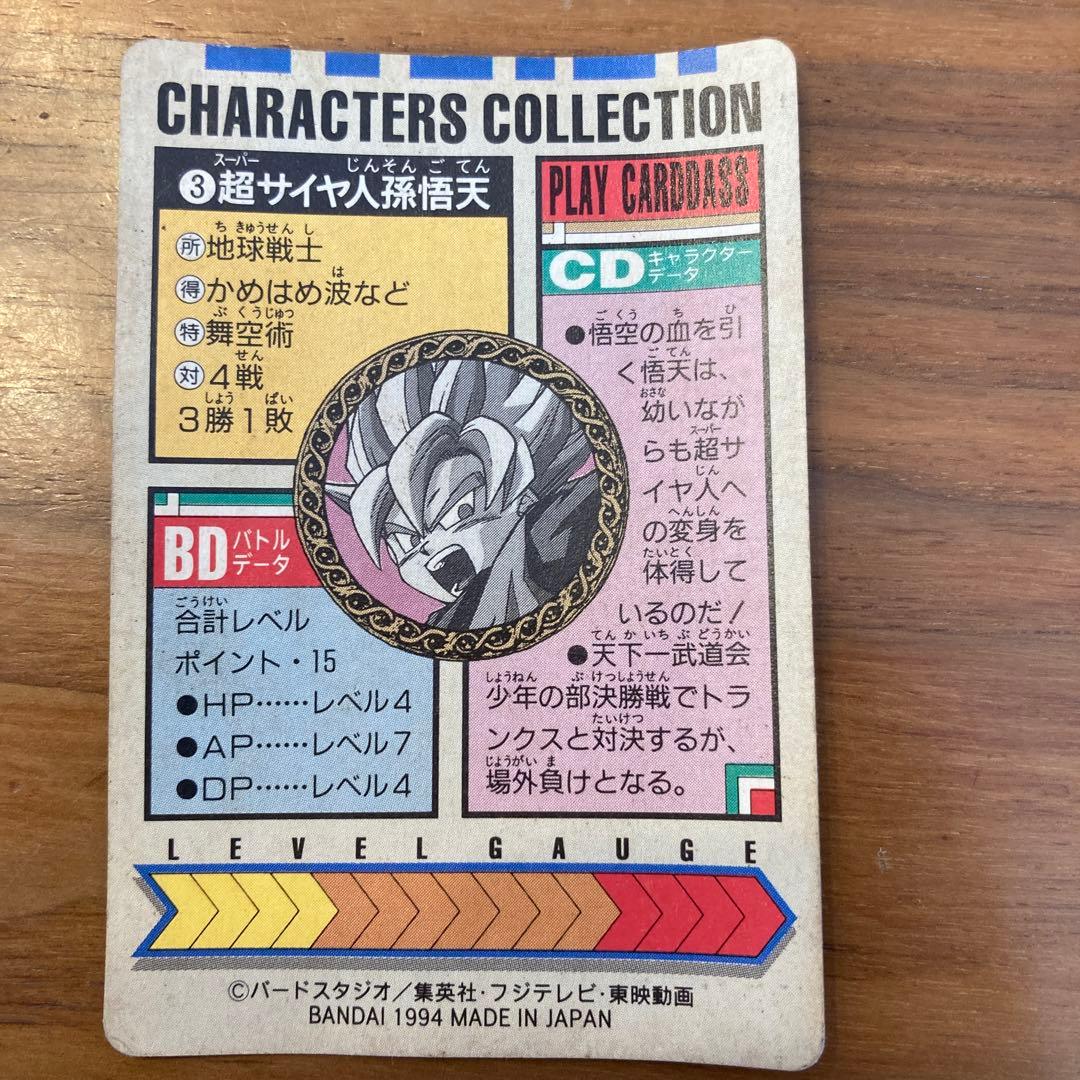 CHARACTERS COLLECTION
スーパー じんそん ご てん
③超サイヤ人孫悟天
ち きゅうせん し
所 地球戦士
は
得 かめはめ波など
ぶ くうじゅつ
特 舞空術
せん
対 4戦
しょう ぱい
3勝1敗
PLAY CARDDASS
CD キャラクター
データ
ごくう ち ひ
●悟空の血を引
ご てん
く悟天は、
おさな
幼いなが
スーパー
らも超サ
じん
イヤ人へ
へんしん
の変身を
たいとく
体得して
いるのだ!
てん か いち ぶ どうかい
●天下一武道会
しょうねん ぶ けっしょうせん
少年の部決勝戦でトラ
たいけつ
ンクスと対決するが、
じょうがい ま
場外負けとなる。
BD バトル
データ
ごうけい
合計レベル
ポイント・15
●HP……レベル4
●AP……レベル7
●DP……レベル4
LEVEL GAUGE
©バードスタジオ/集英社・フジテレビ・東映動画
BANDAI 1994 MADE IN JAPAN